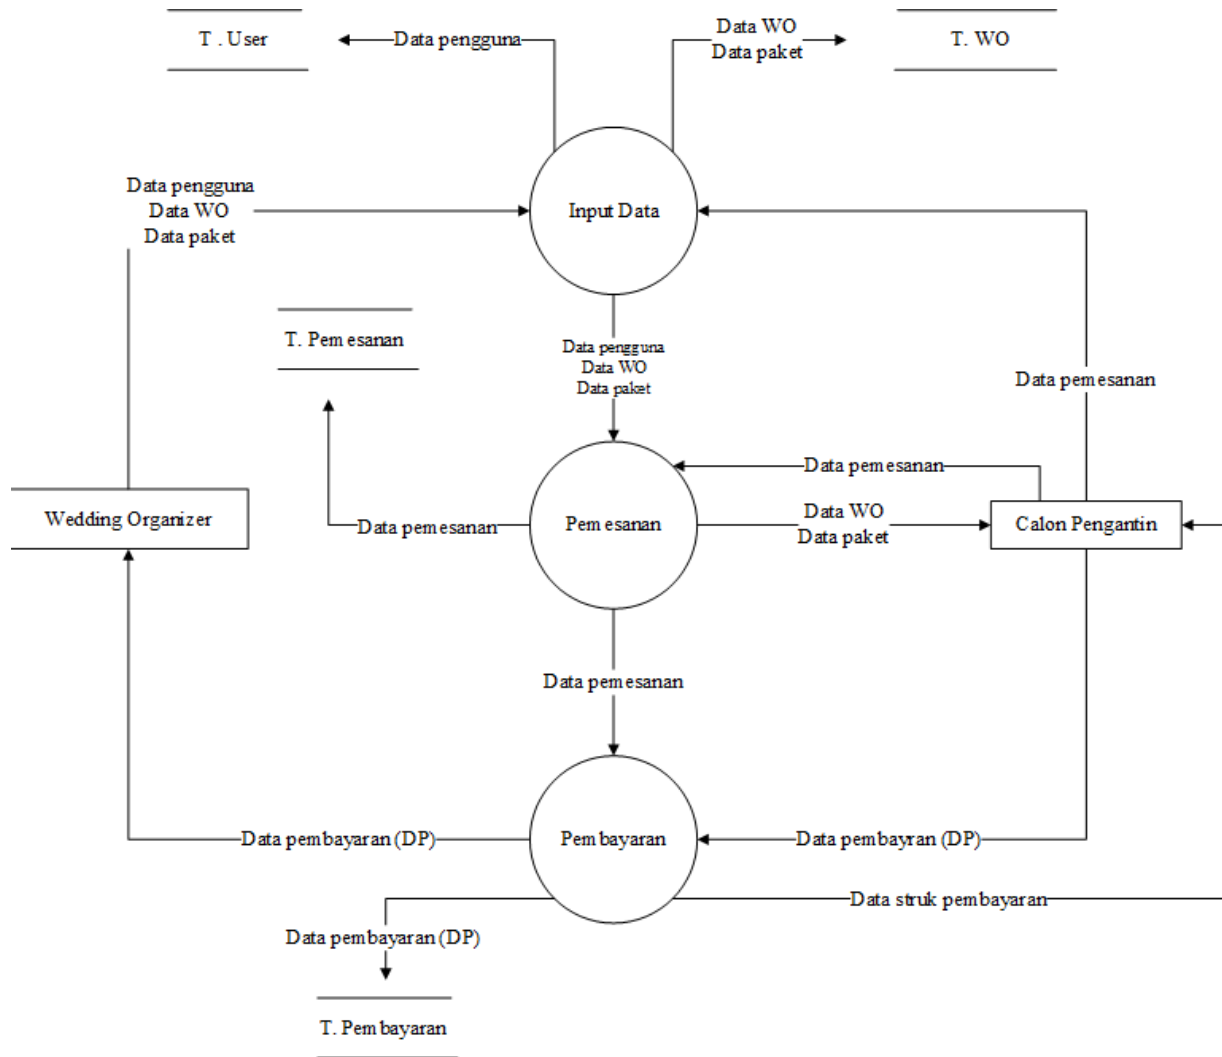 T . User
Data pengguna
Data WO
Data paket
T. WO
Data pengguna
Data WO
Data paket
Input Data
T. Pemesanan
Data pengguna
Data WO
Data paket
Data pemesanan
Data pemesanan
Wedding Organizer
Data pemesanan
Pemesanan
Data WO
Data paket
Calon Pengantin
Data pemesanan
Data pembayaran (DP)
Pembayaran
Data pembayran (DP)
Data struk pembayaran
Data pembayaran (DP)
T. Pembayaran